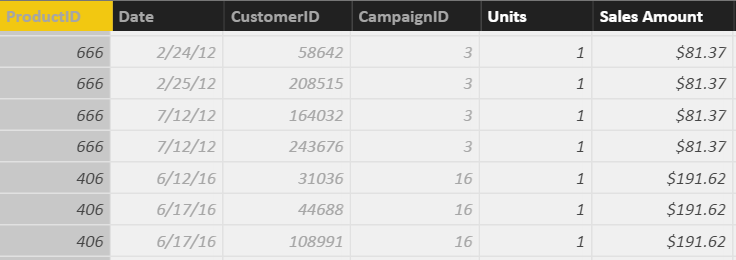 ProductID Date CustomerID CampaignID Units Sales Amount
666 2/24/12 58642 3 1 $81.37
666 2/25/12 208515 3 1 $81.37
666 7/12/12 164032 3 1 $81.37
666 7/12/12 243676 3 1 $81.37
406 6/12/16 31036 16 1 $191.62
406 6/17/16 44688 16 1 $191.62
406 6/17/16 108991 16 1 $191.62